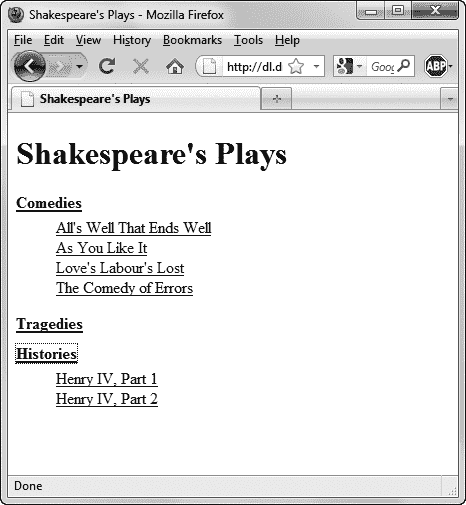 Shakespeare's Plays - Mozilla Firefox
File Edit View History Bookmarks Tools Help
http://dl.d
Goo
ABP
Shakespeare's Plays
Shakespeare's Plays
Comedies
All's Well That Ends Well
As You Like It
Love's Labour's Lost
The Comedy of Errors
Tragedies
Histories
Henry IV, Part 1
Henry IV, Part 2
Done